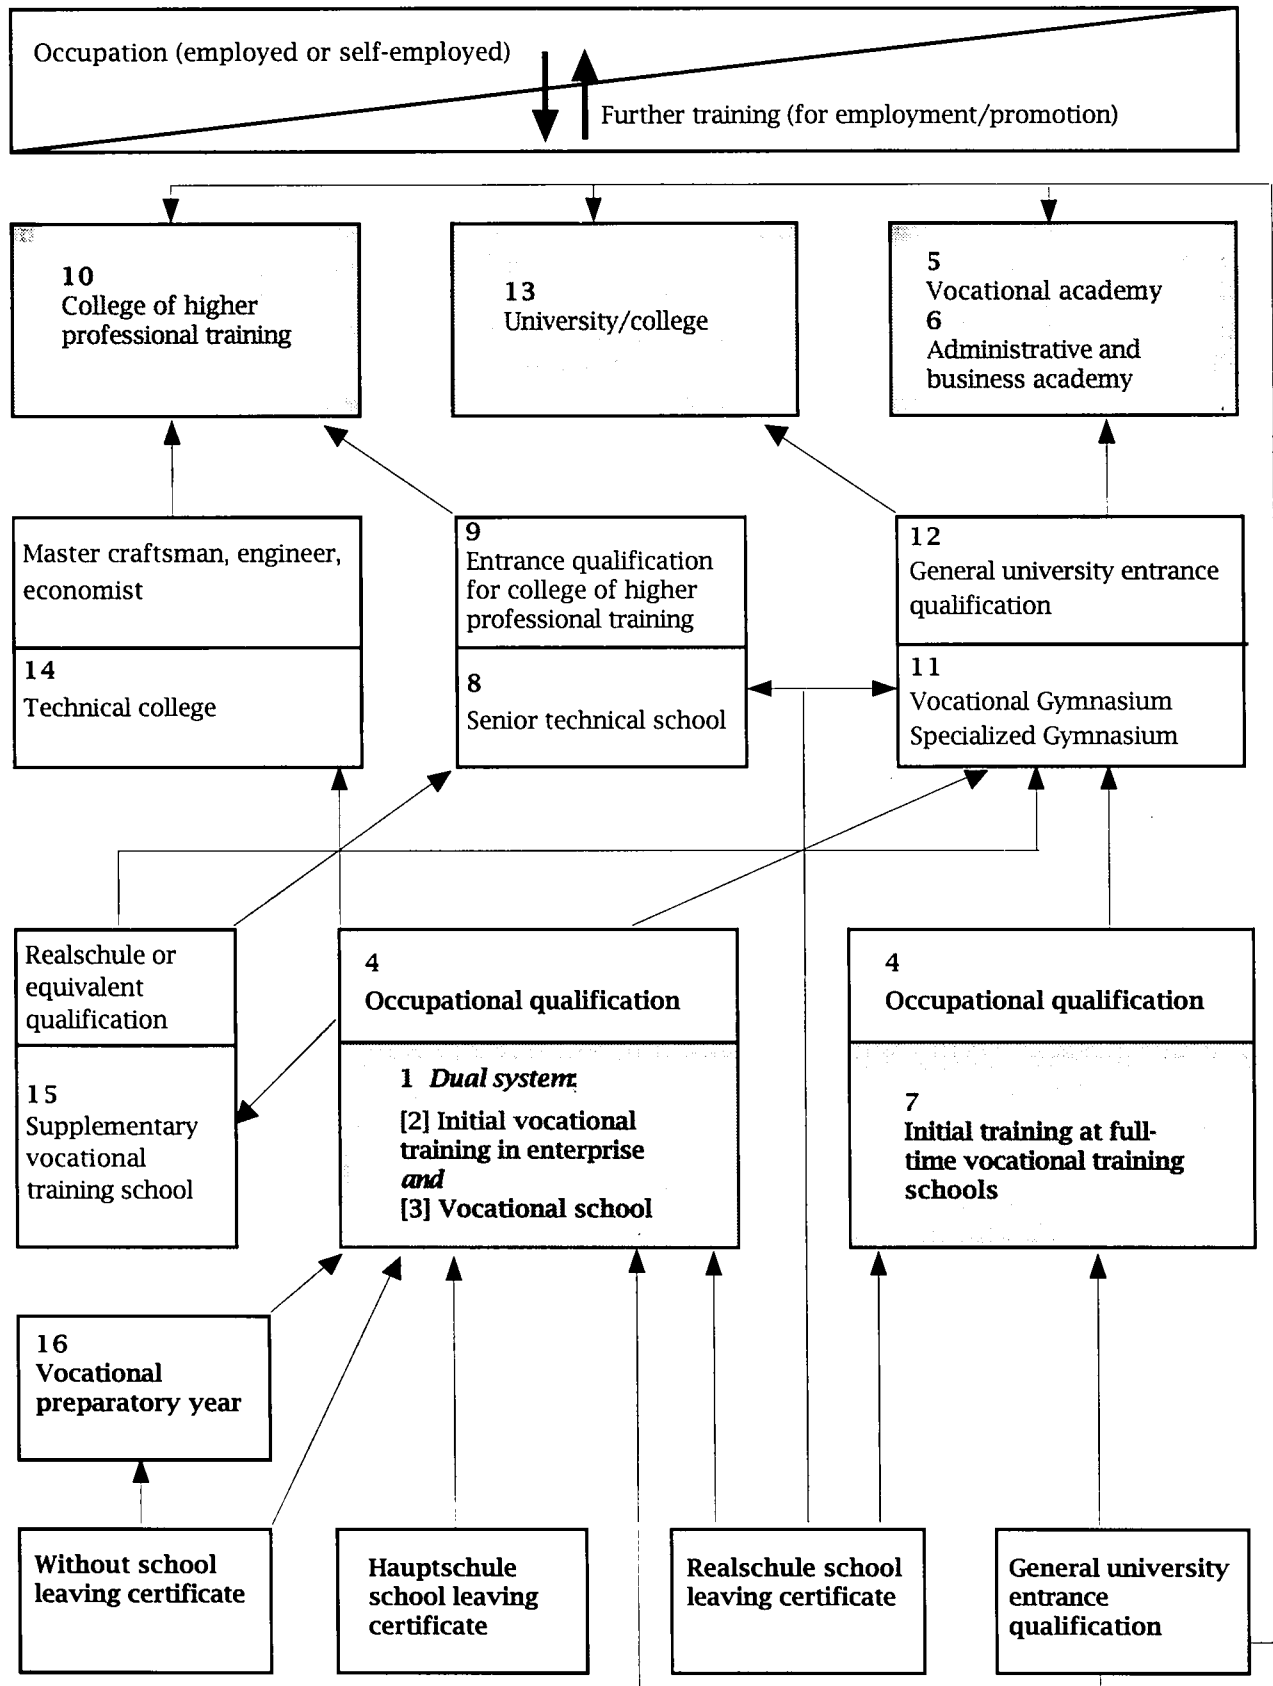 Occupation (employed or self-employed)
Further training (for employment/promotion)
10
College of higher
professional training
13
University/college
5
Vocational academy
6
Administrative and
business academy
Master craftsman, engineer,
economist
14
Technical college
9
Entrance qualification
for college of higher
professional training
8
Senior technical school
12
General university entrance
qualification
11
Vocational Gymnasium
Specialized Gymnasium
Realschule or
equivalent
qualification
15
Supplementary
vocational
training school
4
Occupational qualification
1 Dual system:
[2] Initial vocational
training in enterprise
and
[3] Vocational school
4
Occupational qualification
7
Initial training at full-
time vocational training
schools
16
Vocational
preparatory year
Without school
leaving certificate
Hauptschule
school leaving
certificate
Realschule school
leaving certificate
General university
entrance
qualification